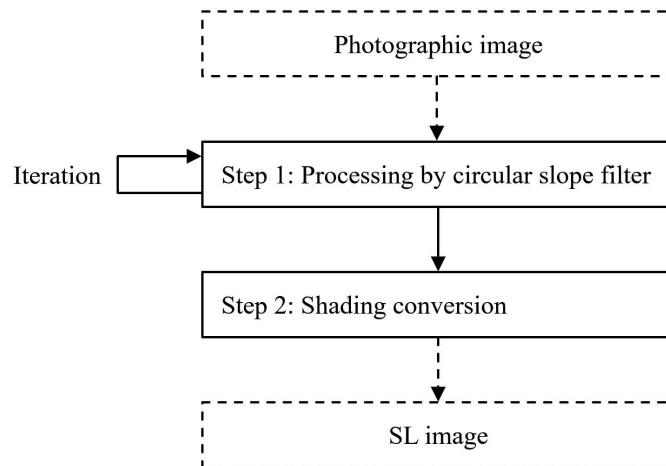 Photographic image
Iteration
Step 1: Processing by circular slope filter
Step 2: Shading conversion
SL image